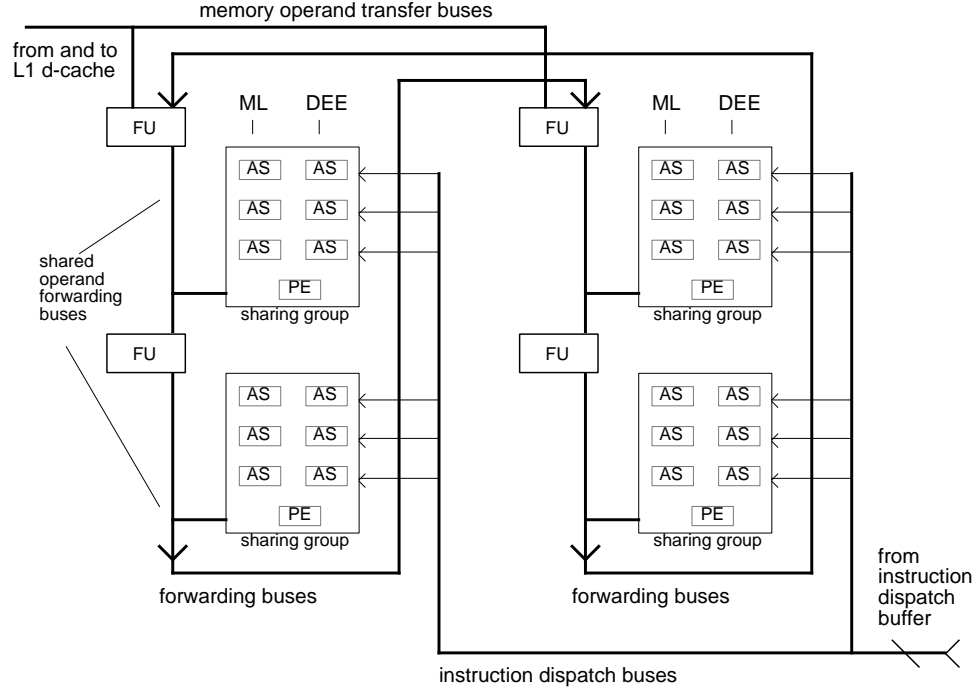 memory operand transfer buses
from and to
L1 d-cache
ML DEE ML DEE
FU FU
AS AS AS AS
AS AS AS AS
AS AS AS AS
shared
operand
forwarding
buses
PE PE
sharing group sharing group
FU FU
AS AS AS AS
AS AS AS AS
AS AS AS AS
PE PE
sharing group sharing group
from
instruction
dispatch
buffer
forwarding buses forwarding buses
instruction dispatch buses